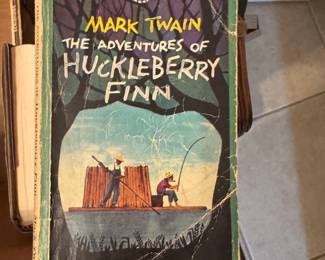 MARK TWAIN
THE ADVENTURES OF
HUCKLEBERRY
FINN